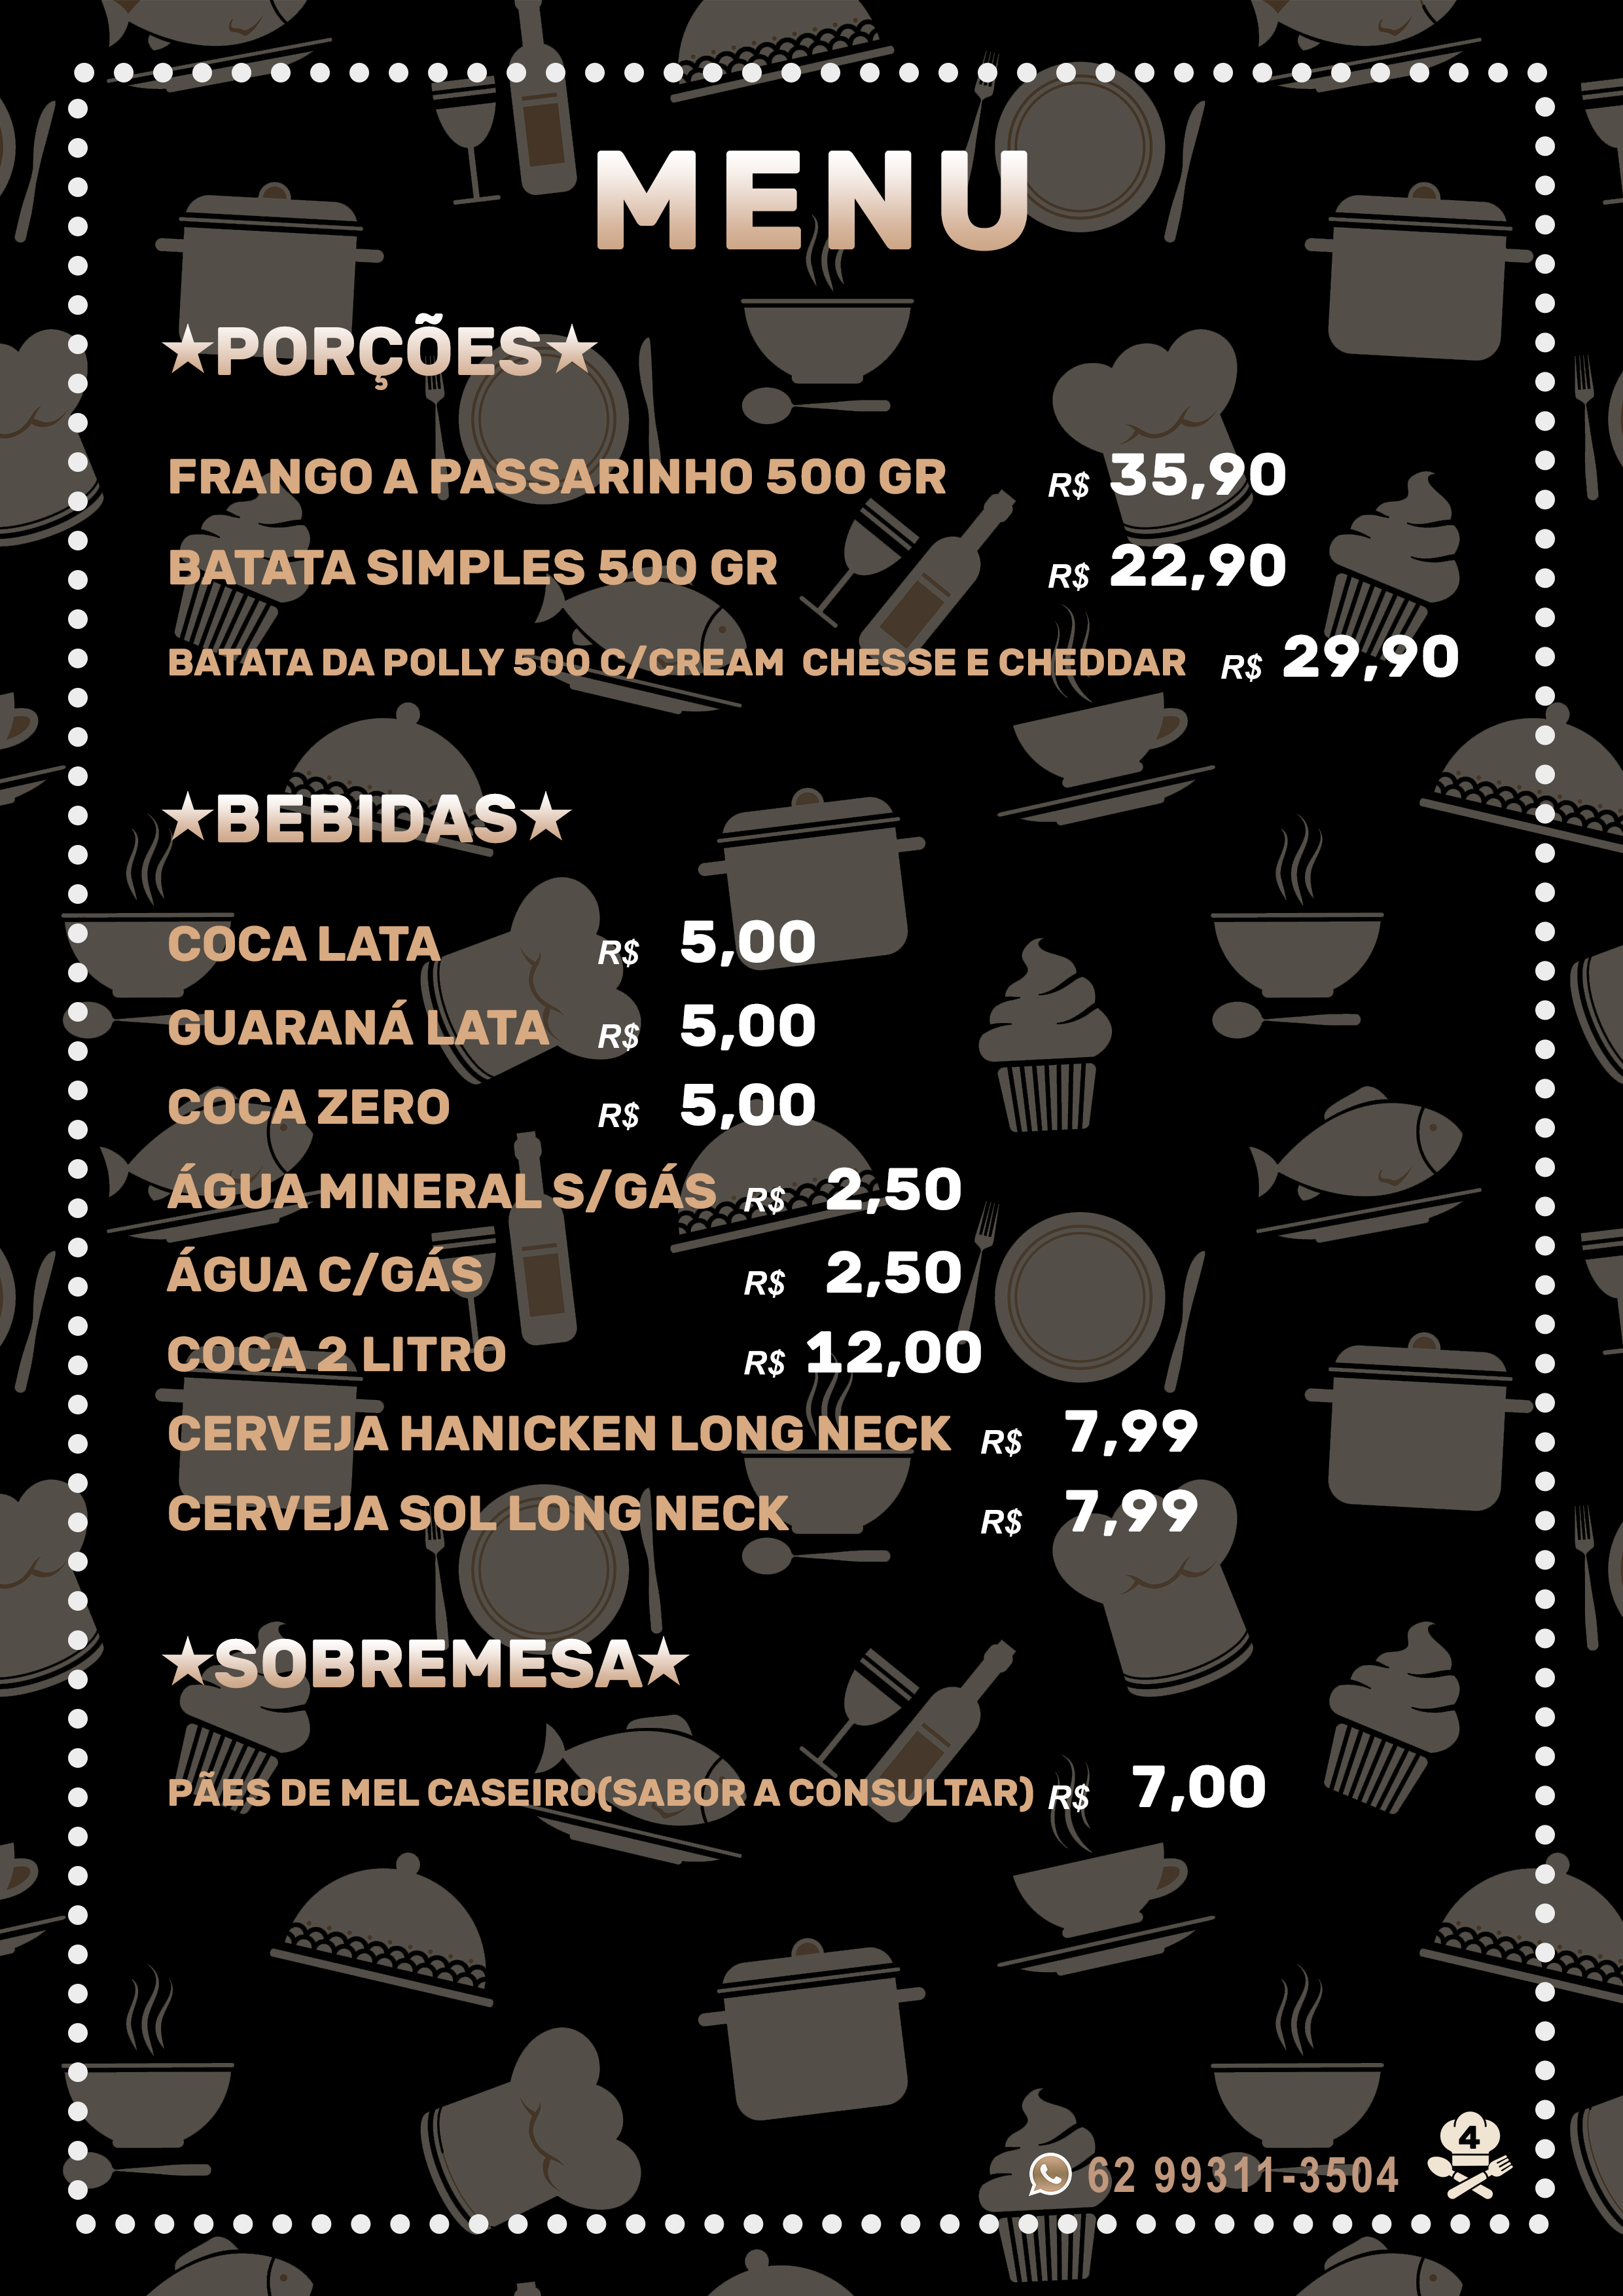 MENU
★PORÇÕES★
FRANGO A PASSARINHO 500 GR R$ 35,90
BATATA SIMPLES 500 GR R$ 22,90
BATATA DA POLLY 500 C/CREAM CHESSE E CHEDDAR R$ 29,90
★BEBIDAS★
COCA LATA R$ 5,00
GUARANÁ LATA R$ 5,00
COCA ZERO R$ 5,00
ÁGUA MINERAL S/GÁS R$ 2,50
ÁGUA C/GÁS R$ 2,50
COCA 2 LITRO R$ 12,00
CERVEJA HANICKEN LONG NECK R$ 7,99
CERVEJA SOL LONG NECK R$ 7,99
★SOBREMESA★
PÃES DE MEL CASEIRO(SABOR A CONSULTAR) R$ 7,00
62 99311-3504
4